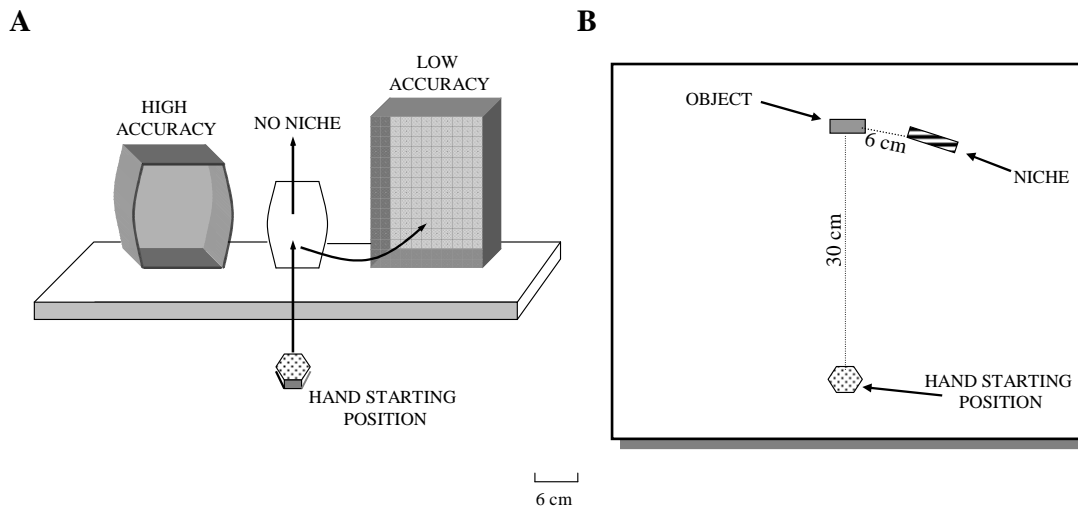 A
HIGH
ACCURACY
NO NICHE
LOW
ACCURACY
HAND STARTING
POSITION
B
OBJECT
6 cm
NICHE
30 cm
HAND STARTING
POSITION
6 cm